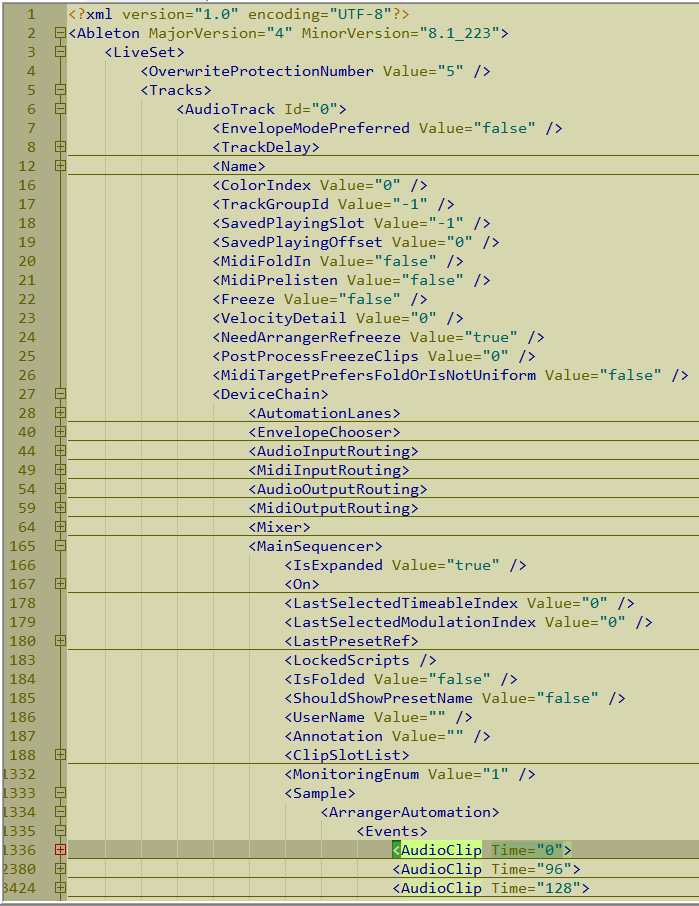 1 <?xml version="1.0" encoding="UTF-8"?>
2 <Ableton MajorVersion="4" MinorVersion="8.1_223">
3 <LiveSet>
4 <OverwriteProtectionNumber Value="5" />
5 <Tracks>
6 <AudioTrack Id="0">
7 <EnvelopeModePreferred Value="false" />
8 <TrackDelay>
12 <Name>
16 <ColorIndex Value="0" />
17 <TrackGroupId Value="-1" />
18 <SavedPlayingSlot Value="-1" />
19 <SavedPlayingOffset Value="0" />
20 <MidiFoldIn Value="false" />
21 <MidiPrelisten Value="false" />
22 <Freeze Value="false" />
23 <VelocityDetail Value="0" />
24 <NeedArrangerRefreeze Value="true" />
25 <PostProcessFreezeClips Value="0" />
26 <MidiTargetPrefersFoldOrIsNotUniform Value="false" />
27 <DeviceChain>
28 <AutomationLanes>
40 <EnvelopeChooser>
44 <AudioInputRouting>
49 <MidiInputRouting>
54 <AudioOutputRouting>
59 <MidiOutputRouting>
64 <Mixer>
165 <MainSequencer>
166 <IsExpanded Value="true" />
167 <On>
178 <LastSelectedTimeableIndex Value="0" />
179 <LastSelectedModulationIndex Value="0" />
180 <LastPresetRef>
183 <LockedScripts />
184 <IsFolded Value="false" />
185 <ShouldShowPresetName Value="false" />
186 <UserName Value="" />
187 <Annotation Value="" />
188 <ClipSlotList>
1332 <MonitoringEnum Value="1" />
1333 <Sample>
1334 <ArrangerAutomation>
1335 <Events>
1336 <AudioClip Time="0">
2380 <AudioClip Time="96">
3424 <AudioClip Time="128">